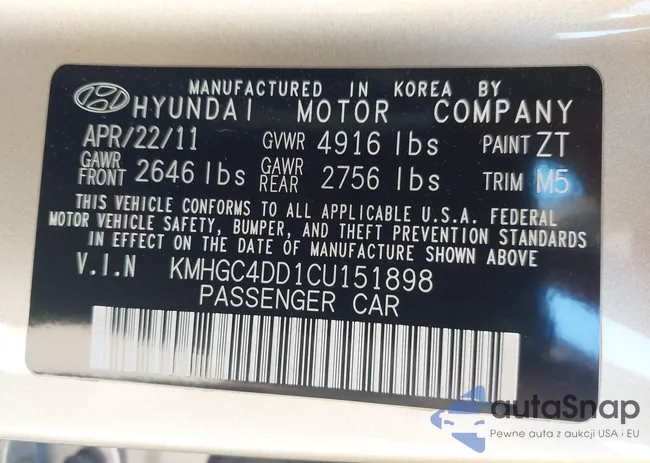 MANUFACTURED IN KOREA BY
HYUNDAI MOTOR COMPANY
APR/22/11 GVWR 4916 lbs PAINT ZT
GAWR FRONT 2646 lbs GAWR REAR 2756 lbs TRIM M5
THIS VEHICLE CONFORMS TO ALL APPLICABLE U.S.A. FEDERAL
MOTOR VEHICLE SAFETY, BUMPER, AND THEFT PREVENTION STANDARDS
IN EFFECT ON THE DATE OF MANUFACTURE SHOWN ABOVE
V.I.N KMHGC4DD1CU151898
PASSENGER CAR
autaSnap
Pewne auta z aukcji USA i EU